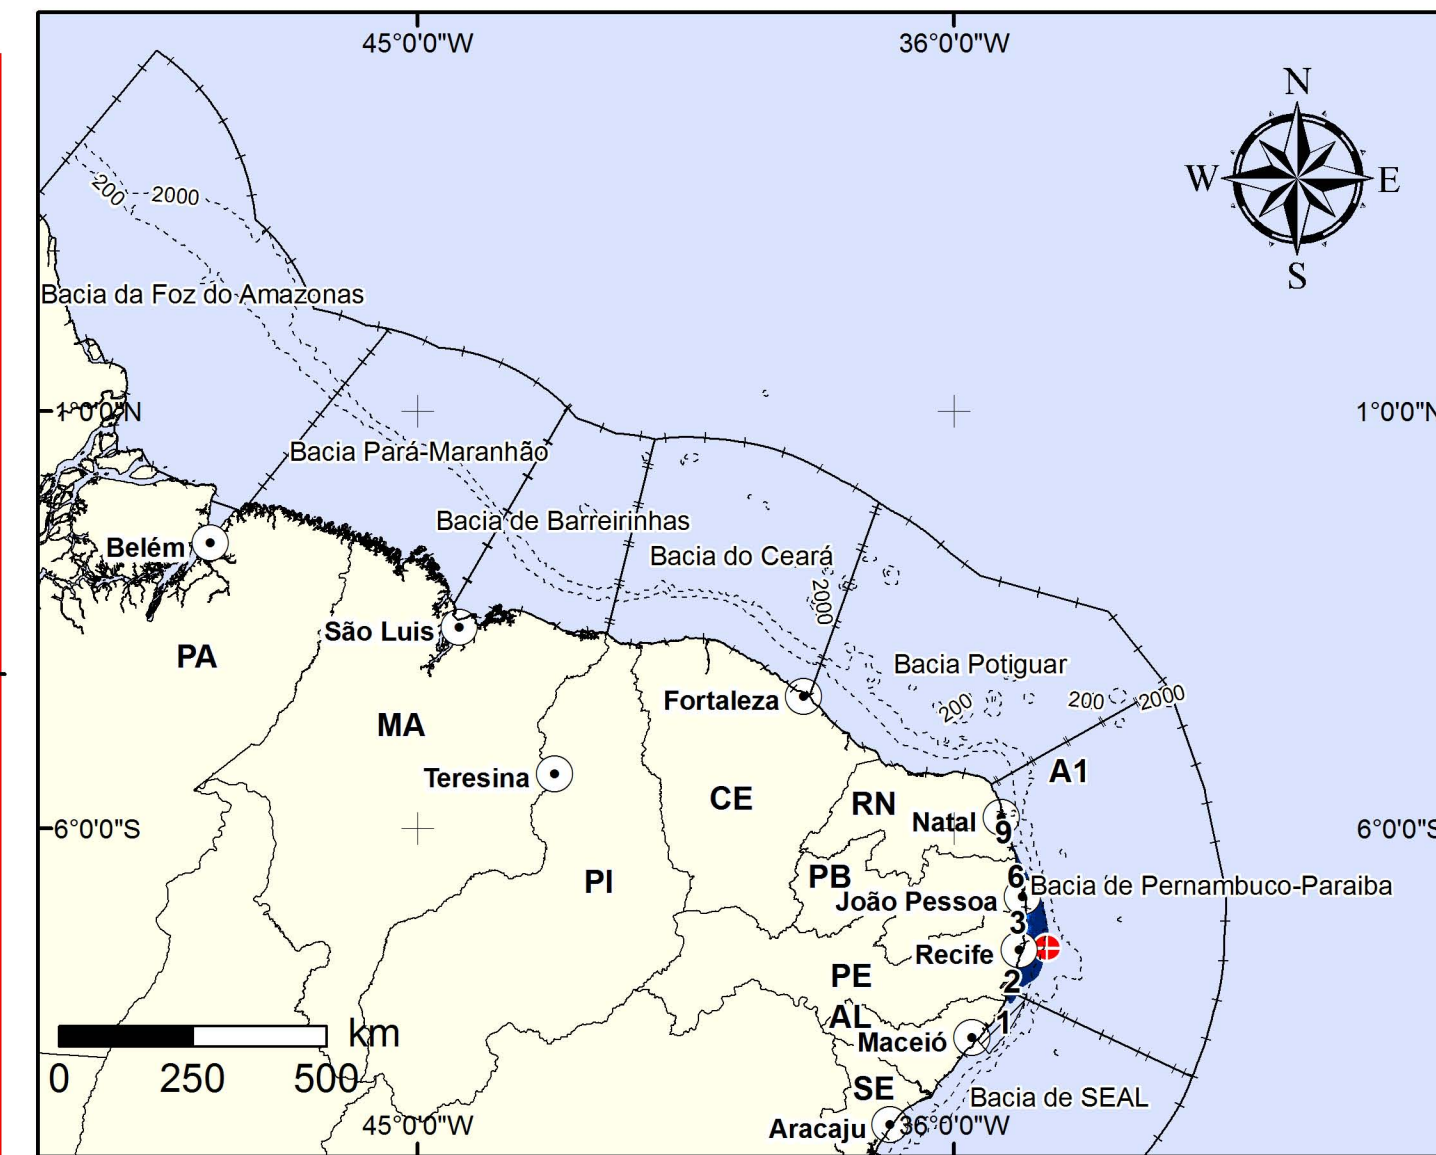 45°0'0"W
36°0'0"W
N
W
E
S
200
2000
Bacia da Foz do Amazonas
1°0'0"N
1°0'0"N
Bacia Pará-Maranhão
Bacia de Barreirinhas
Belém
Bacia do Ceará
2000
São Luis
PA
Bacia Potiguar
Fortaleza
200
200
2000
MA
Teresina
A1
CE
RN
Natal
9
6°0'0"S
6°0'0"S
PI
PB
6
Bacia de Pernambuco-Paraiba
João Pessoa
3
Recife
PE
2
AL
1
km
Maceió
0
250
500
SE
Bacia de SEAL
45°0'0"W
Aracaju
36°0'0"W